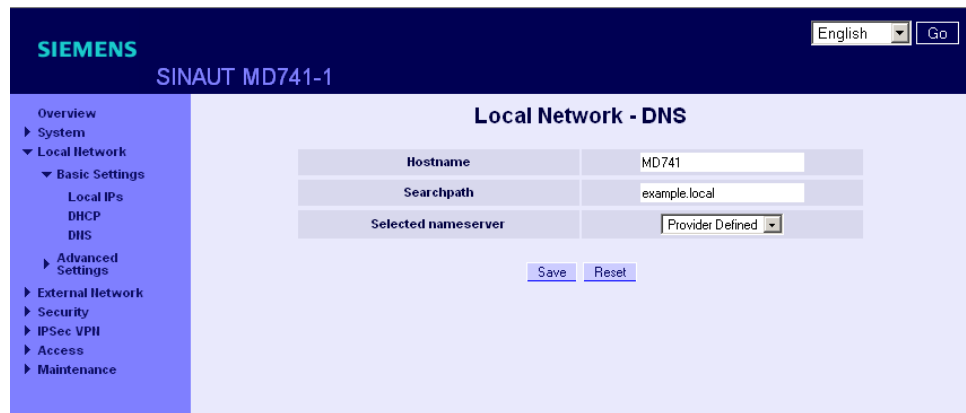 English Go
SIEMENS
SINAUT MD741-1
Overview
System
Local Network
Basic Settings
Local IPs
DHCP
DNS
Advanced
Settings
External Network
Security
IPSec VPN
Access
Maintenance
Local Network - DNS
Hostname MD741
Searchpath example.local
Selected nameserver Provider Defined
Save Reset